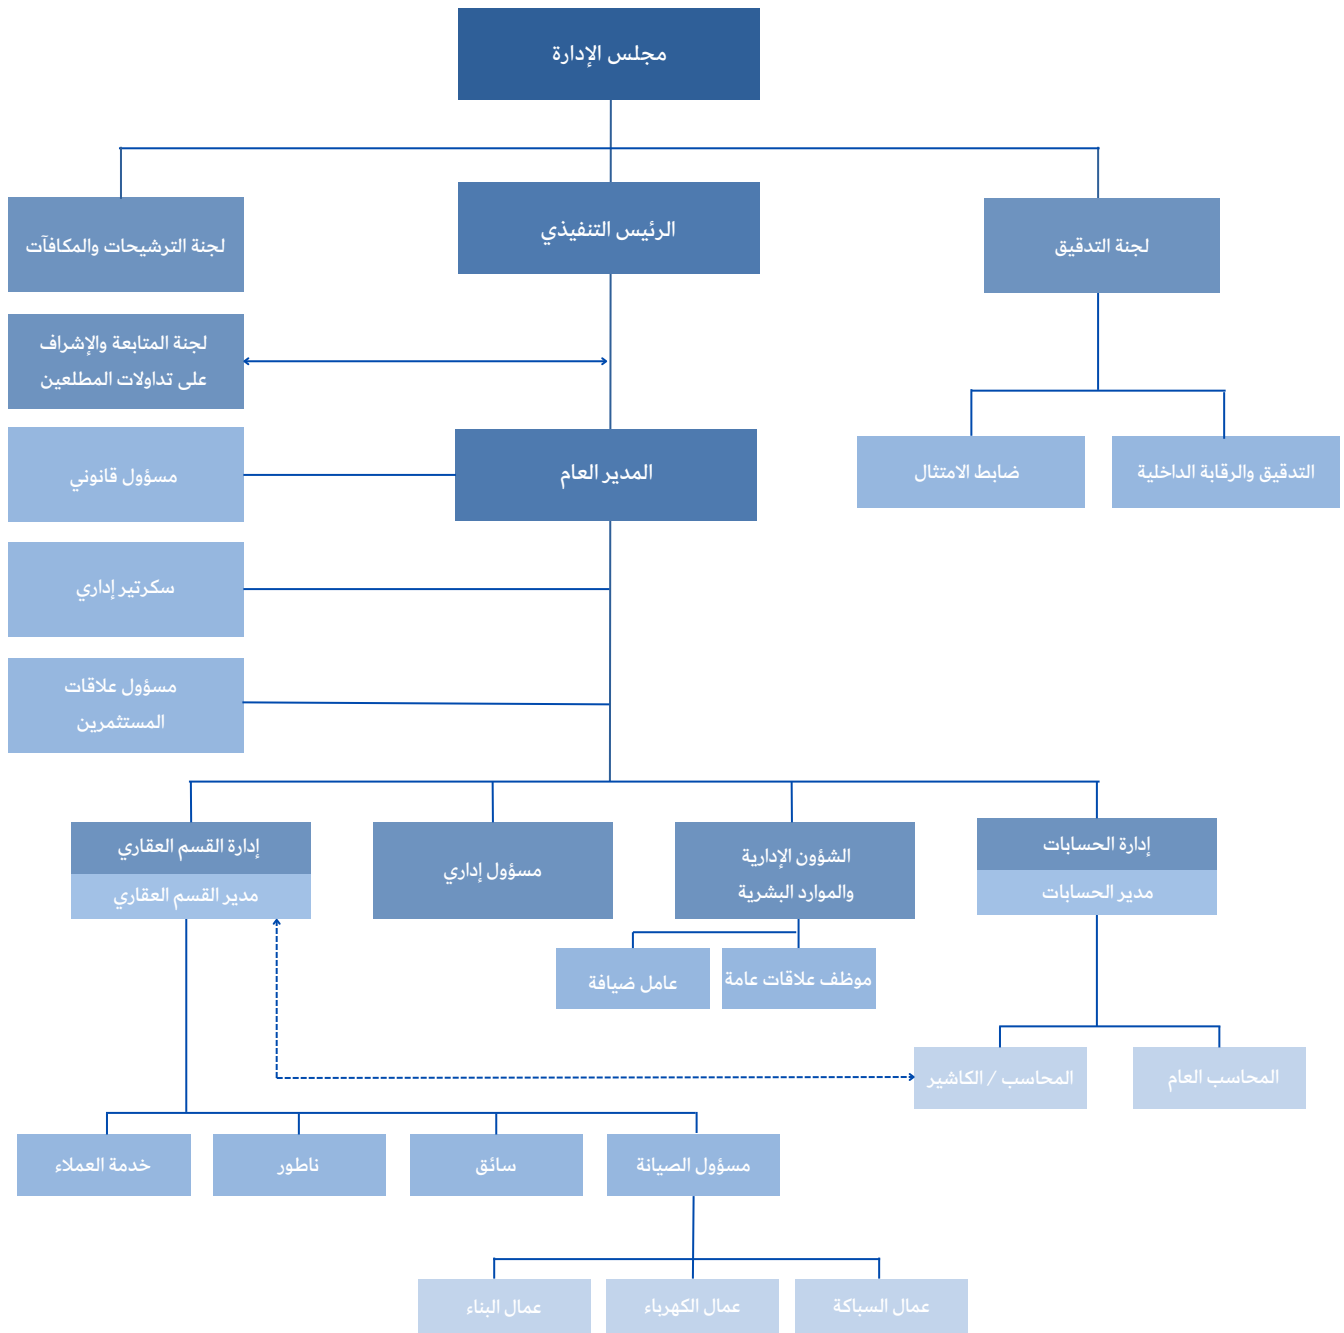 مجلس الإدارة
الرئيس التنفيذي
لجنة التدقيق
لجنة الترشيحات والمكافآت
لجنة المتابعة والإشراف
على تداولات المطلعين
المدير العام
التدقيق والرقابة الداخلية
ضابط الامتثال
مسؤول قانوني
سكرتير إداري
مسؤول علاقات
المستثمرين
إدارة الحسابات
مدير الحسابات
الشؤون الإدارية
والموارد البشرية
مسؤول إداري
إدارة القسم العقاري
مدير القسم العقاري
موظف علاقات عامة
عامل ضيافة
المحاسب العام
المحاسب / الكاشير
مسؤول الصيانة
سائق
ناطور
خدمة العملاء
عمال السباكة
عمال الكهرباء
عمال البناء